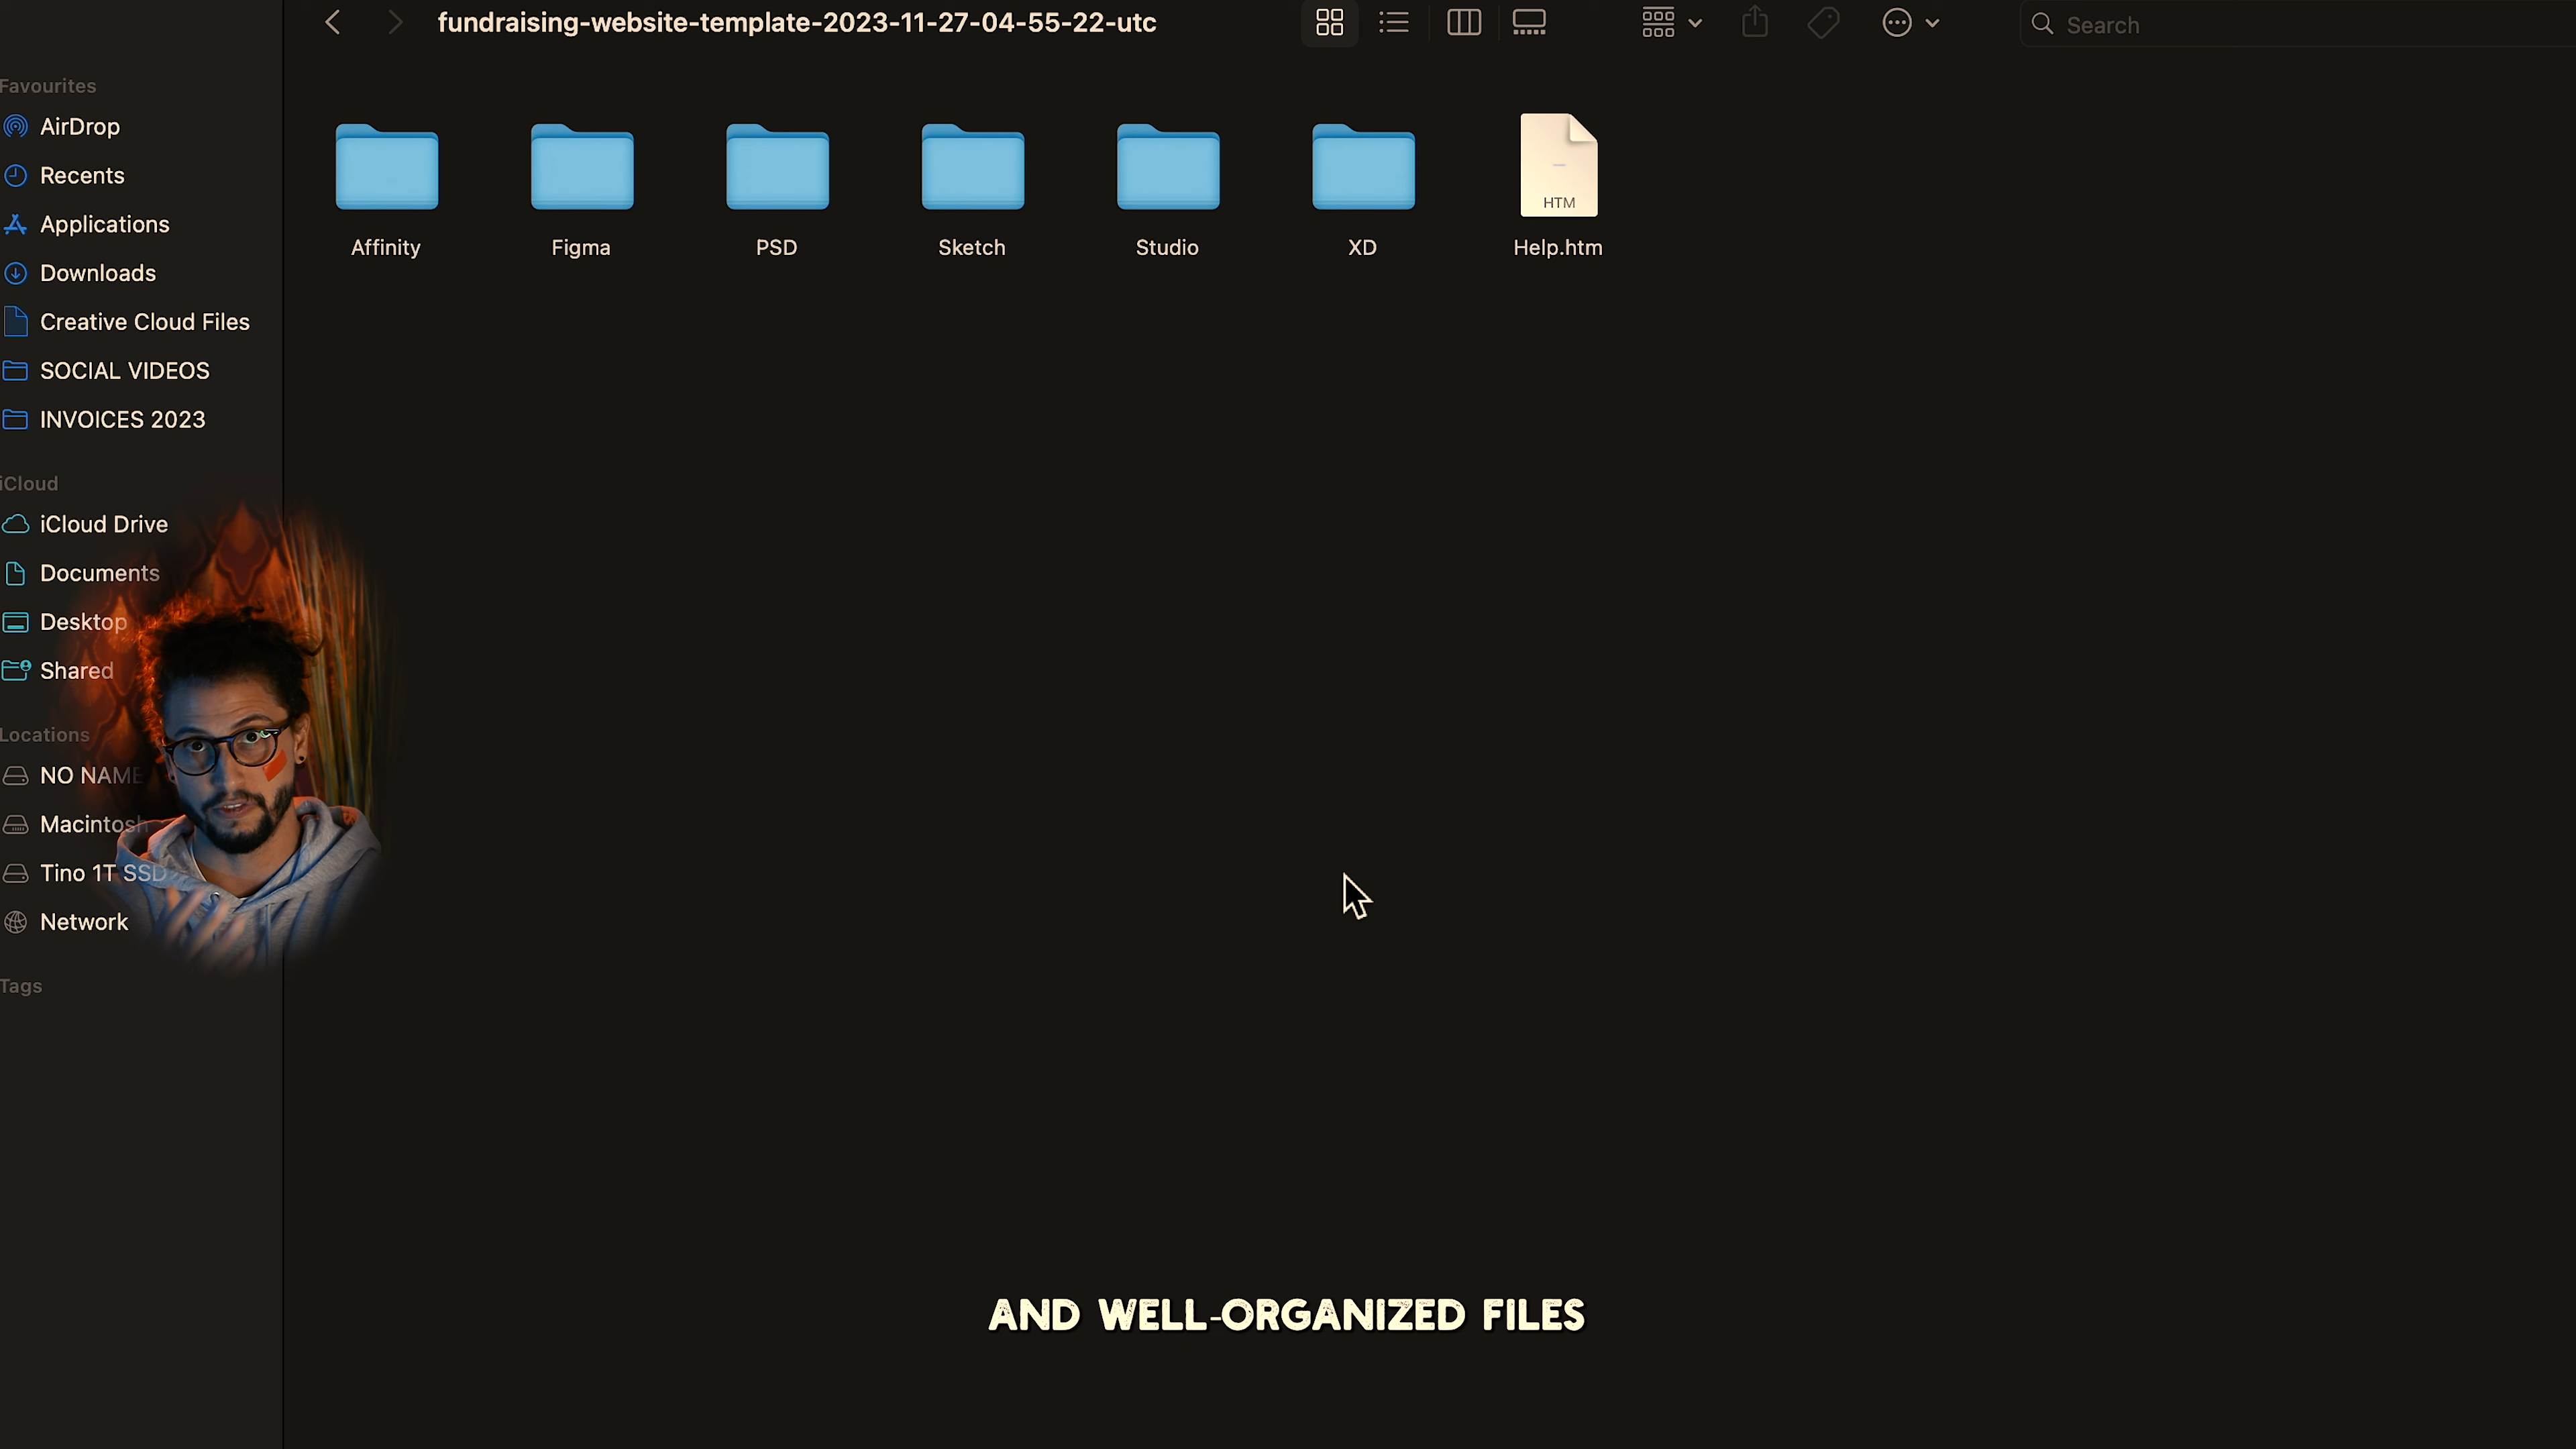 fundraising-website-template-2023-11-27-04-55-22-utc
Search
Favourites
AirDrop
Recents
Applications
Downloads
Creative Cloud Files
SOCIAL VIDEOS
INVOICES 2023
iCloud
iCloud Drive
Documents
Desktop
Shared
Locations
NO NAME
Macintosh
Tino 1T SSD
Network
Tags
Affinity
Figma
PSD
Sketch
Studio
XD
HTM
Help.htm
AND WELL-ORGANIZED FILES